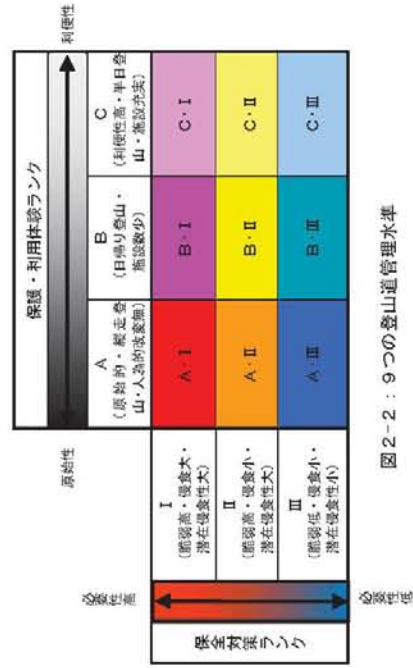 保護・利用体験ランク
原始性
利便性
A
(原始的・縦走登
山・人為的改変無)
B
(日帰り登山・
施設数少)
C
(利便性高・半日登
山・施設充実)
保全対策ランク
必要性高
必要性低
I
(脆弱高・侵食大・
潜在侵食性大)
A・I
B・I
C・I
II
(脆弱高・侵食小・
潜在侵食性大)
A・II
B・II
C・II
III
(脆弱低・侵食小・
潜在侵食性小)
A・III
B・III
C・III
図2-2:9つの登山道管理水準